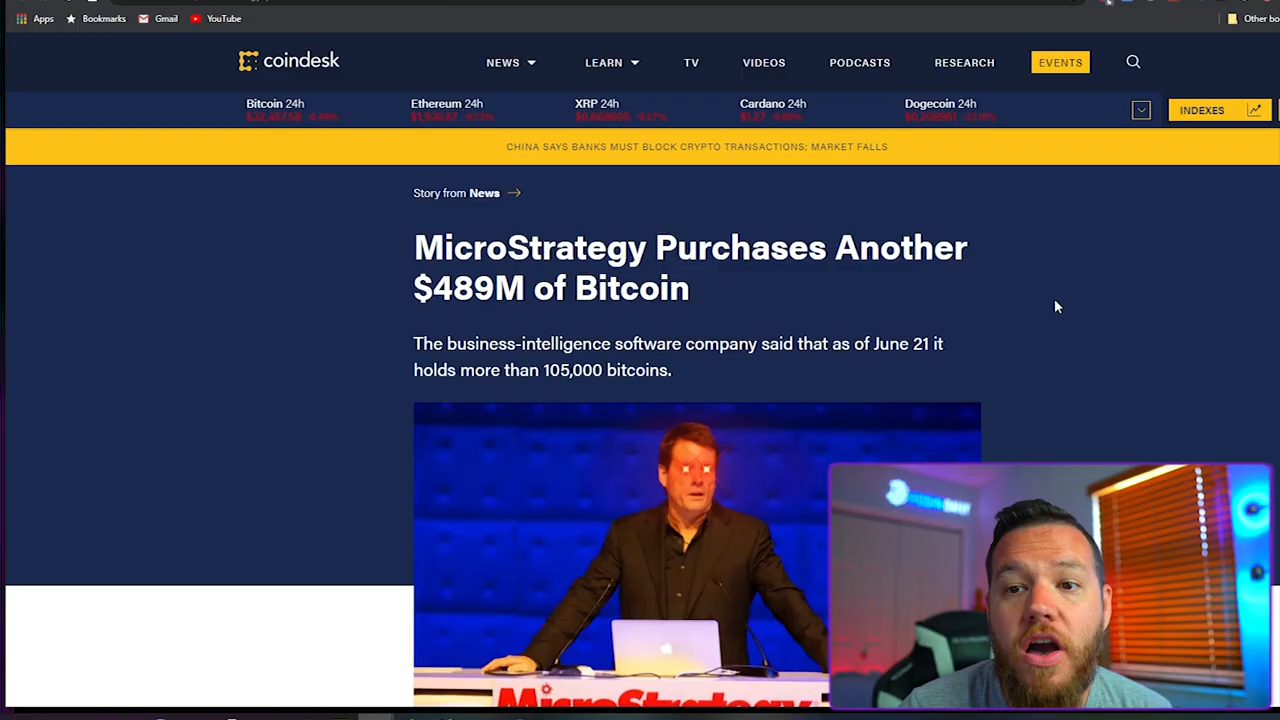 Apps Bookmarks Gmail YouTube Other bo
coindesk NEWS LEARN TV VIDEOS PODCASTS RESEARCH EVENTS
Bitcoin 24h Ethereum 24h XRP 24h Cardano 24h Dogecoin 24h
INDEXES
CHINA SAYS BANKS MUST BLOCK CRYPTO TRANSACTIONS; MARKET FALLS
Story from News
MicroStrategy Purchases Another
$489M of Bitcoin
The business-intelligence software company said that as of June 21 it
holds more than 105,000 bitcoins.
MicroStrategy